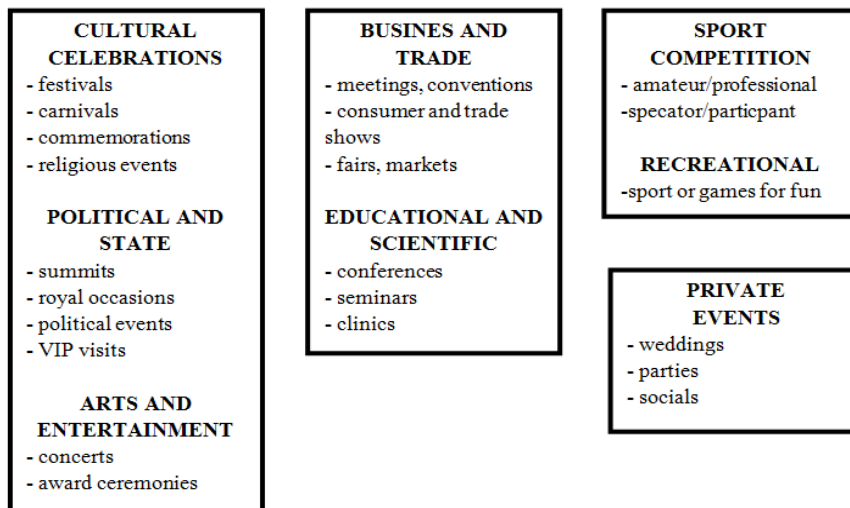 CULTURAL
CELEBRATIONS
- festivals
- carnivals
- commemorations
- religious events
POLITICAL AND
STATE
- summits
- royal occasions
- political events
- VIP visits
ARTS AND
ENTERTAINMENT
- concerts
- award ceremonies
BUSINES AND
TRADE
- meetings, conventions
- consumer and trade
shows
- fairs, markets
EDUCATIONAL AND
SCIENTIFIC
- conferences
- seminars
- clinics
SPORT
COMPETITION
- amateur/professional
-specator/particpant
RECREATIONAL
-sport or games for fun
PRIVATE
EVENTS
- weddings
- parties
- socials